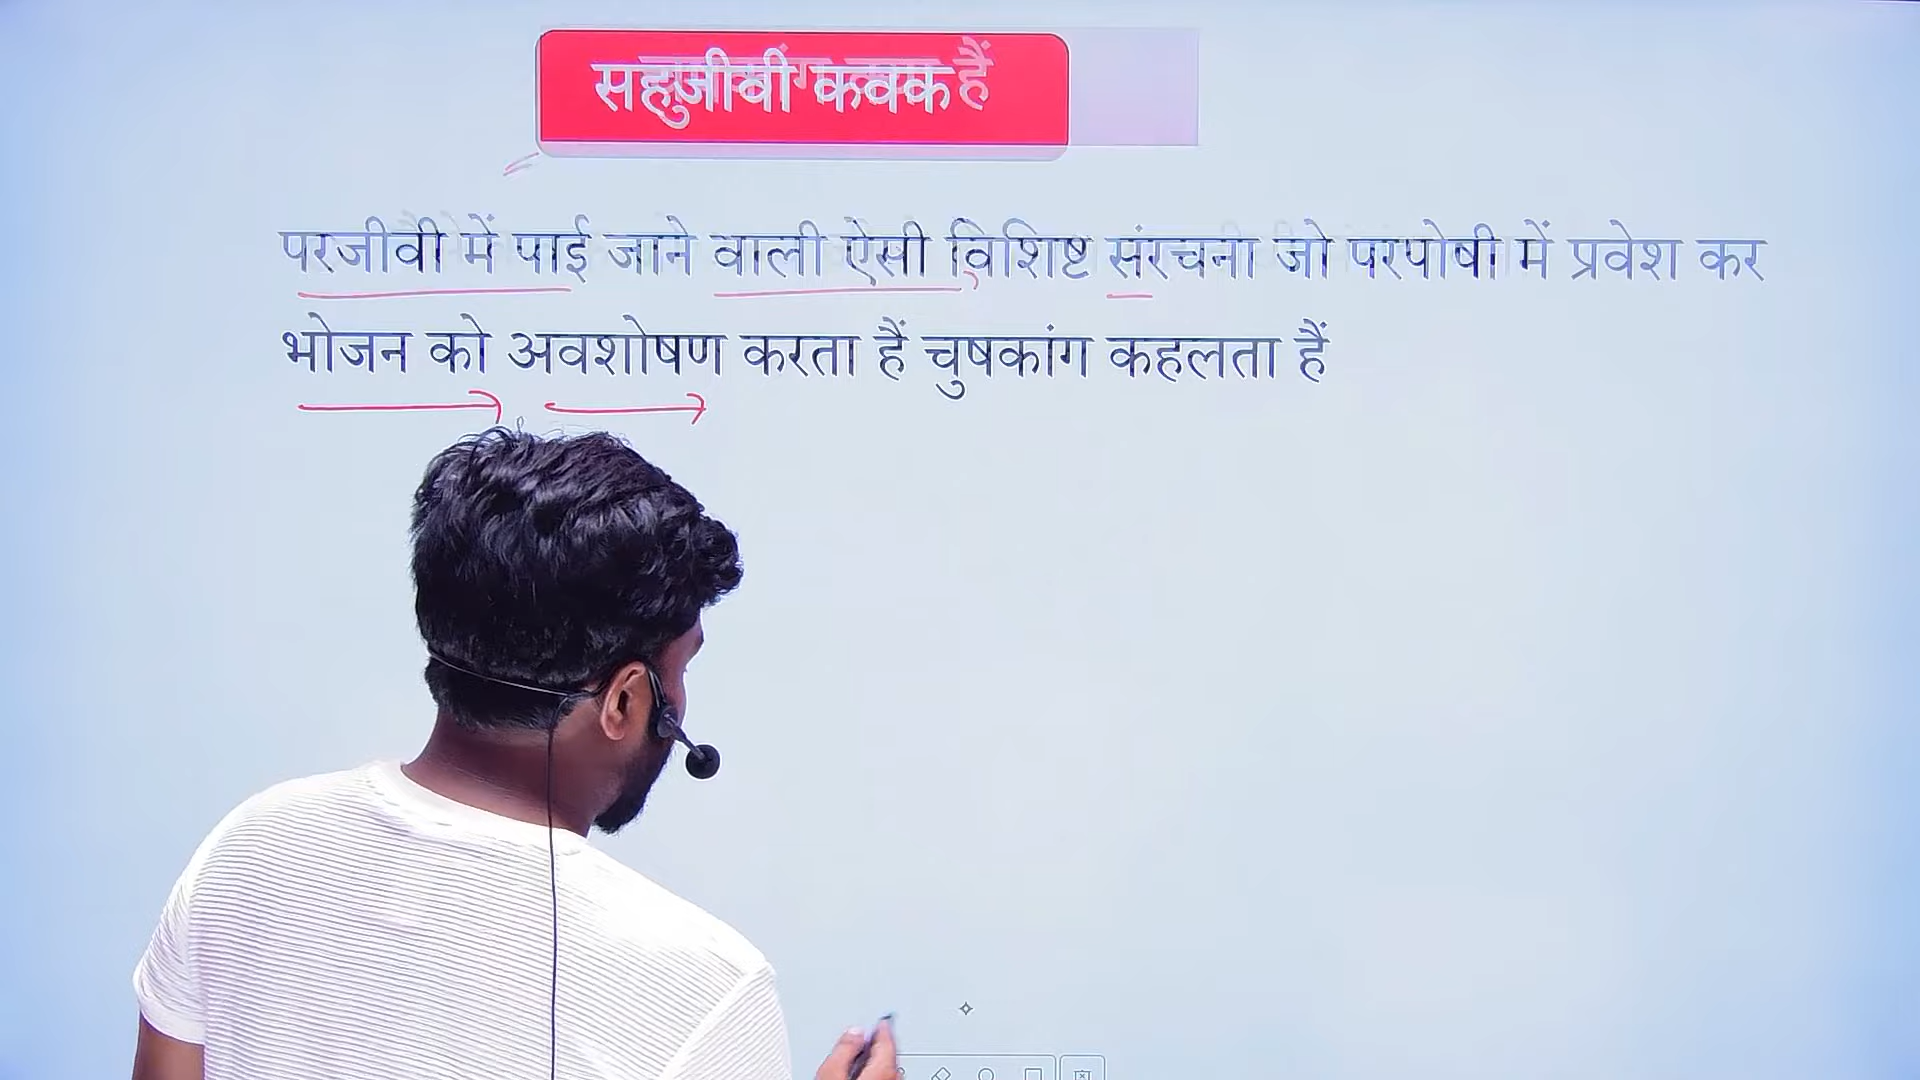 सहजीवी कवक
परजीवी में पाई जाने वाली ऐसी विशिष्ट संरचना जो परपोषी में प्रवेश कर
भोजन को अवशोषण करता हैं चुषकांग कहलता हैं